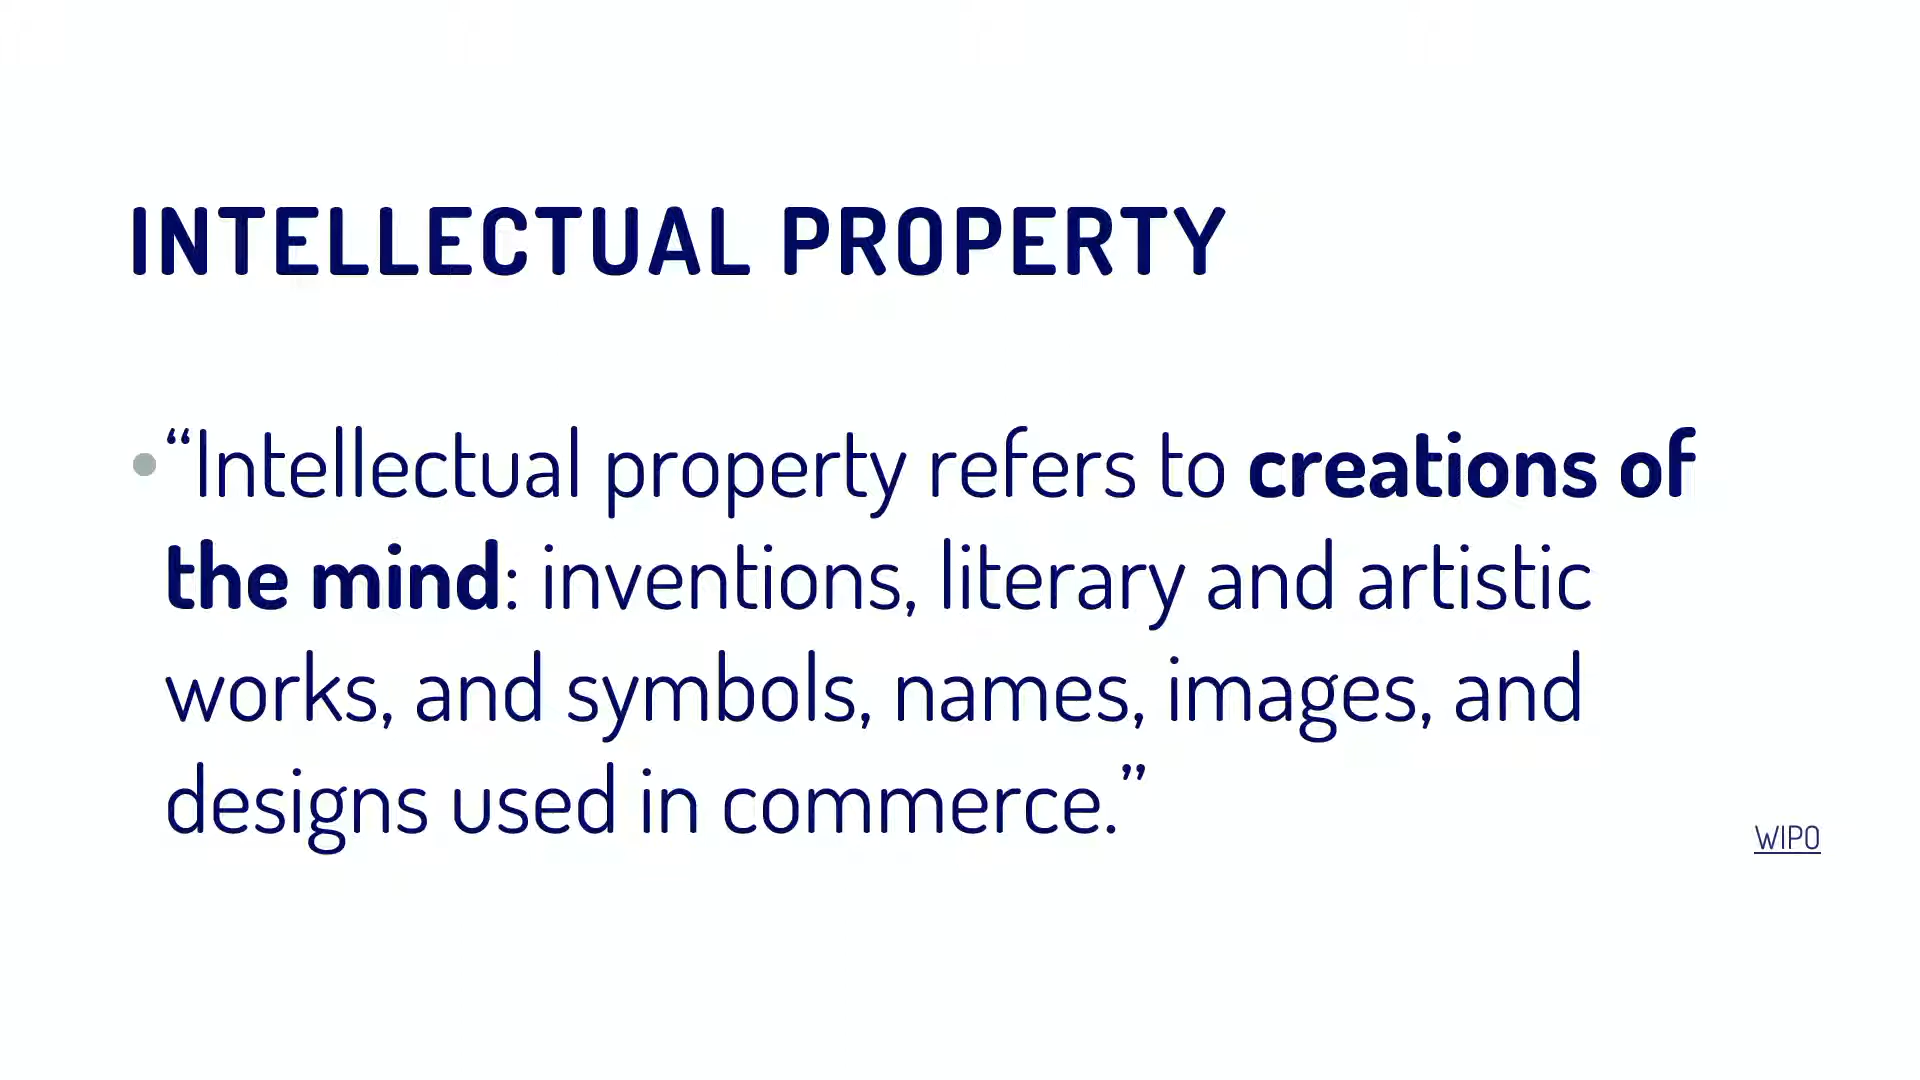 INTELLECTUAL PROPERTY
•“Intellectual property refers to creations of
the mind: inventions, literary and artistic
works, and symbols, names, images, and
designs used in commerce.”
WIPO